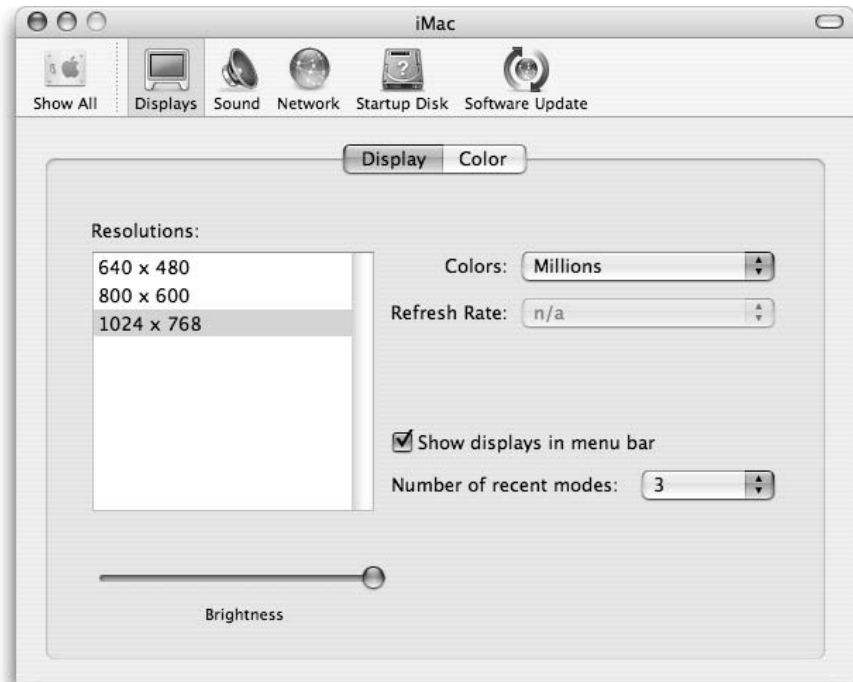 iMac
Show All Displays Sound Network Startup Disk Software Update
Display Color
Resolutions:
640 x 480
800 x 600
1024 x 768
Colors: Millions
Refresh Rate: n/a
Show displays in menu bar
Number of recent modes: 3
Brightness